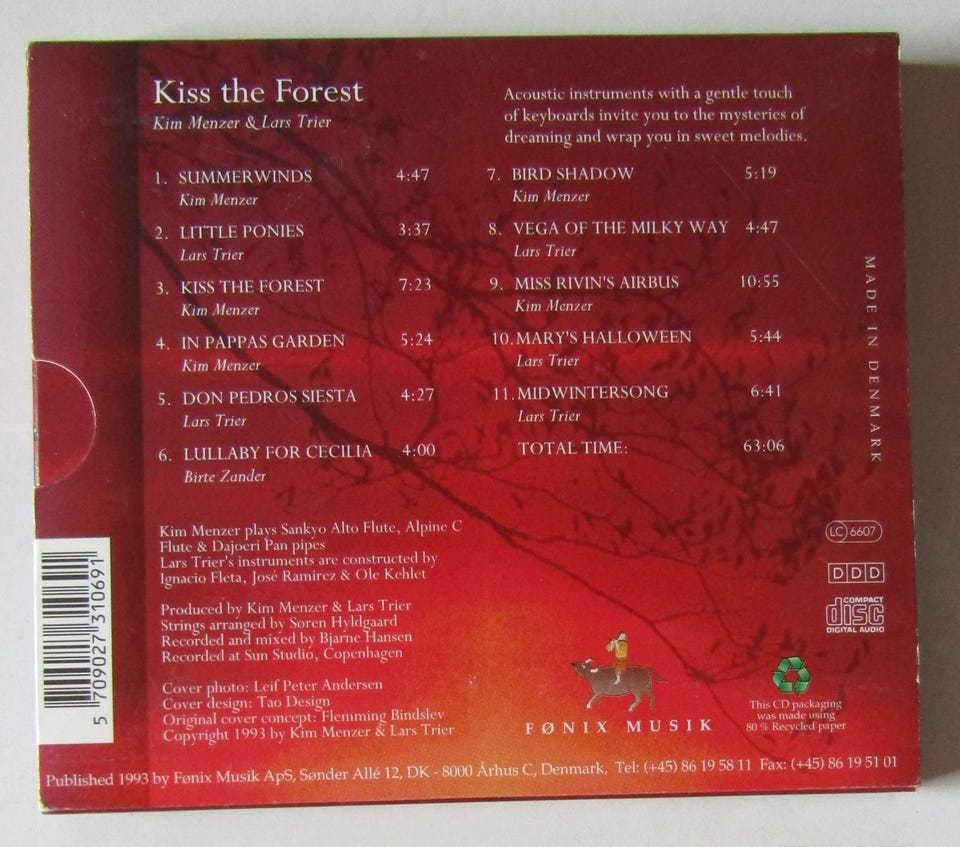 Kiss the Forest
Kim Menzer & Lars Trier
Acoustic instruments with a gentle touch
of keyboards invite you to the mysteries of
dreaming and wrap you in sweet melodies.
1. SUMMERWINDS 4:47
Kim Menzer
2. LITTLE PONIES 3:37
Lars Trier
3. KISS THE FOREST 7:23
Kim Menzer
4. IN PAPPAS GARDEN 5:24
Kim Menzer
5. DON PEDROS SIESTA 4:27
Lars Trier
6. LULLABY FOR CECILIA 4:00
Birte Zander
7. BIRD SHADOW 5:19
Kim Menzer
8. VEGA OF THE MILKY WAY 4:47
Lars Trier
9. MISS RIVIN'S AIRBUS 10:55
Kim Menzer
10. MARY'S HALLOWEEN 5:44
Lars Trier
11. MIDWINTERSONG 6:41
Lars Trier
TOTAL TIME: 63:06
MADE IN DENMARK
Kim Menzer plays Sankyo Alto Flute, Alpine C
Flute & Dajoeri Pan pipes
Lars Trier's instruments are constructed by
Ignacio Fleta, José Ramirez & Ole Kehlet
Produced by Kim Menzer & Lars Trier
Strings arranged by Søren Hyldgaard
Recorded and mixed by Bjarne Hansen
Recorded at Sun Studio, Copenhagen
Cover photo: Leif Peter Andersen
Cover design: Tao Design
Original cover concept: Flemming Bindslev
Copyright 1993 by Kim Menzer & Lars Trier
5 709027 310691
LC 6607
DDD
COMPACT
disc
DIGITAL AUDIO
FØNIX MUSIK
This CD packaging
was made using
80 % Recycled paper
Published 1993 by Fønix Musik ApS, Sønder Allé 12, DK - 8000 Århus C, Denmark, Tel: (+45) 86 19 58 11 Fax: (+45) 86 19 51 01